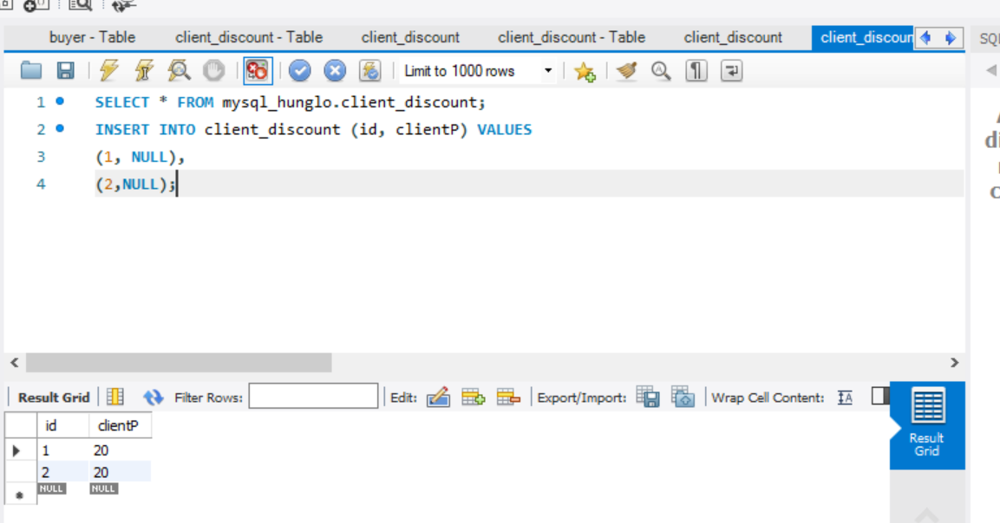 buyer - Table client_discount - Table client_discount client_discount - Table client_discount client_discoun
Limit to 1000 rows
1 SELECT * FROM mysql_hunglo.client_discount;
2 INSERT INTO client_discount (id, clientP) VALUES
3 (1, NULL),
4 (2,NULL);
Result Grid Filter Rows: Edit: Export/Import: Wrap Cell Content: IA
id clientP
1 20
2 20
NULL NULL
Result
Grid